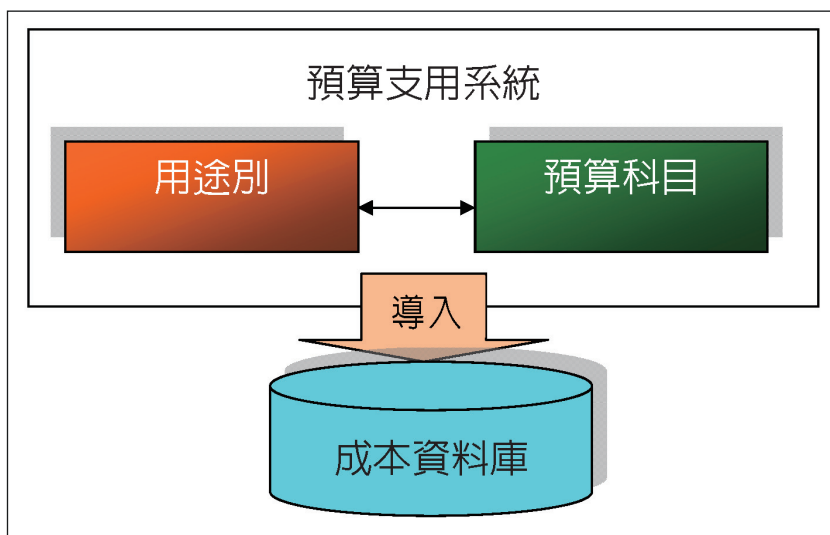 預算支用系統
用途別
預算科目
導入
成本資料庫